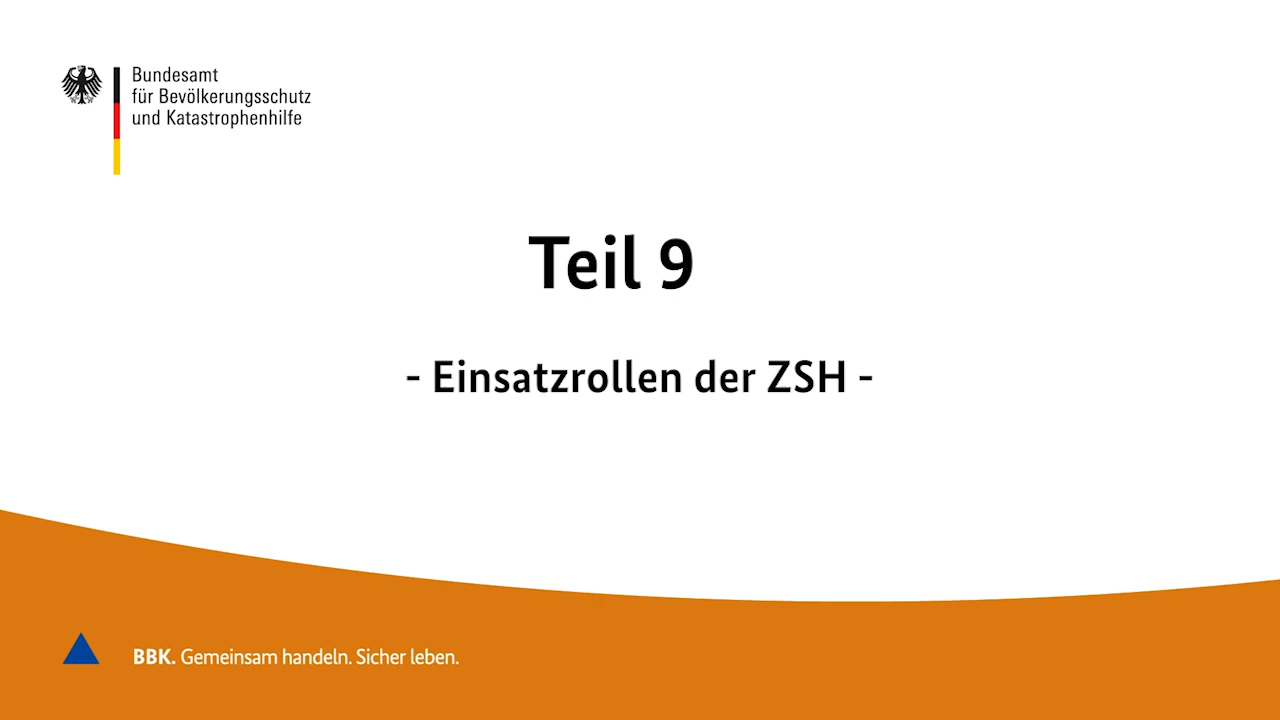 Bundesamt
für Bevölkerungsschutz
und Katastrophenhilfe
Teil 9
- Einsatzrollen der ZSH -
BBK. Gemeinsam handeln. Sicher leben.